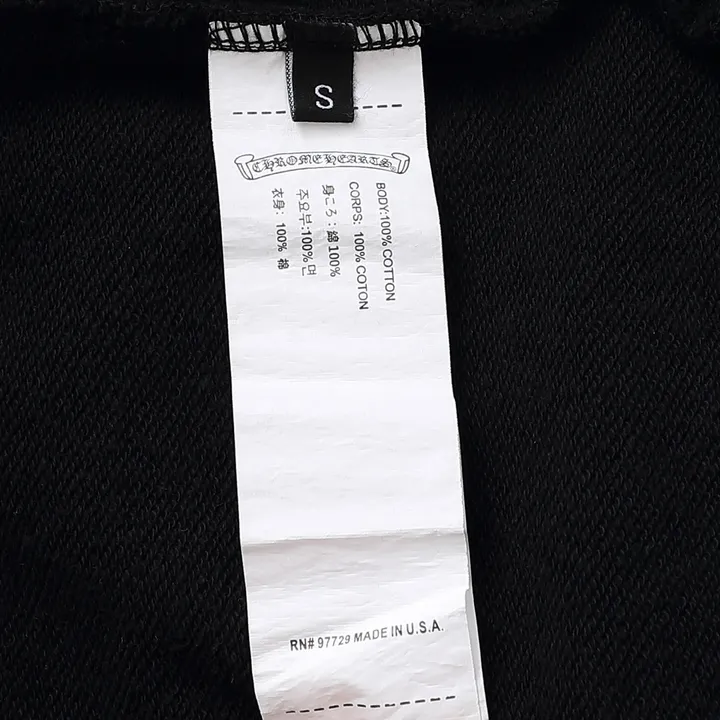 S
CHROME HEARTS
BODY:100% COTTON
CORPS: 100% COTON
身ころ:綿100%
주요부:100%면
衣身: 100% 棉
RN# 97729 MADE IN U.S.A.